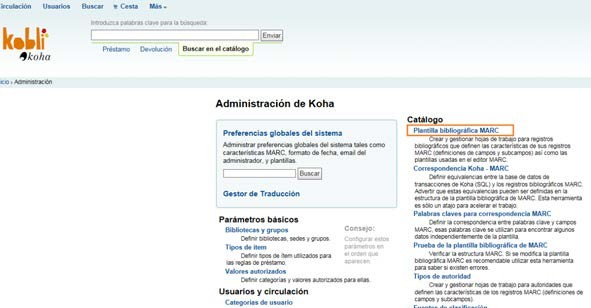 Circulación Usuarios Buscar Cesta Más
Introduzca palabras clave para la búsqueda:
Enviar
kobli
koha
Préstamo Devolución Buscar en el catálogo
nicio › Administración
Administración de Koha
Preferencias globales del sistema
Administrar preferencias globales del sistema tales como
características MARC, formato de fecha, email del
administrador, y plantillas.
Buscar
Gestor de Traducción
Parámetros básicos
Bibliotecas y grupos
Definir bibliotecas, sedes y grupos.
Tipos de ítem
Definir tipos de ítem utilizados para
las reglas de préstamo.
Valores autorizados
Definir categorías y valores autorizados para ellas.
Consejo:
Configurar estos
parámetros en
el orden que
aparecen.
Usuarios y circulación
Categorías de usuario
Catálogo
Plantilla bibliográfica MARC
Crear y gestionar hojas de trabajo para registros
bibliográficos que definen las características de sus registros
MARC (definiciones de campos y subcampos) así como las
plantillas usadas en el editor MARC.
Correspondencia Koha - MARC
Definir equivalencias entre la base de datos de
transacciones de Koha (SQL) y los registros bibliográficos MARC.
Advertir que estas equivalencias pueden ser definidas en la
estructura de la plantilla bibliográfica de MARC. Esta herramienta
es sólo un atajo para acelerar el trabajo.
Palabras claves para correspondencia MARC
Definir la correspondencia entre palabras clave y campos
MARC, esas palabras clave se utilizan para encontrar algunos
datos independientemente de la plantilla.
Prueba de la plantilla bibliográfica de MARC
Verificar la estructura MARC. Si se modifica la plantilla
bibliográfica MARC es recomendable utilizar esta herramienta
para saber si existen errores.
Tipos de autoridad
Crear y gestionar hojas de trabajo para autoridades que
definen las características de los registros MARC (definiciones de
campos y subcampos).